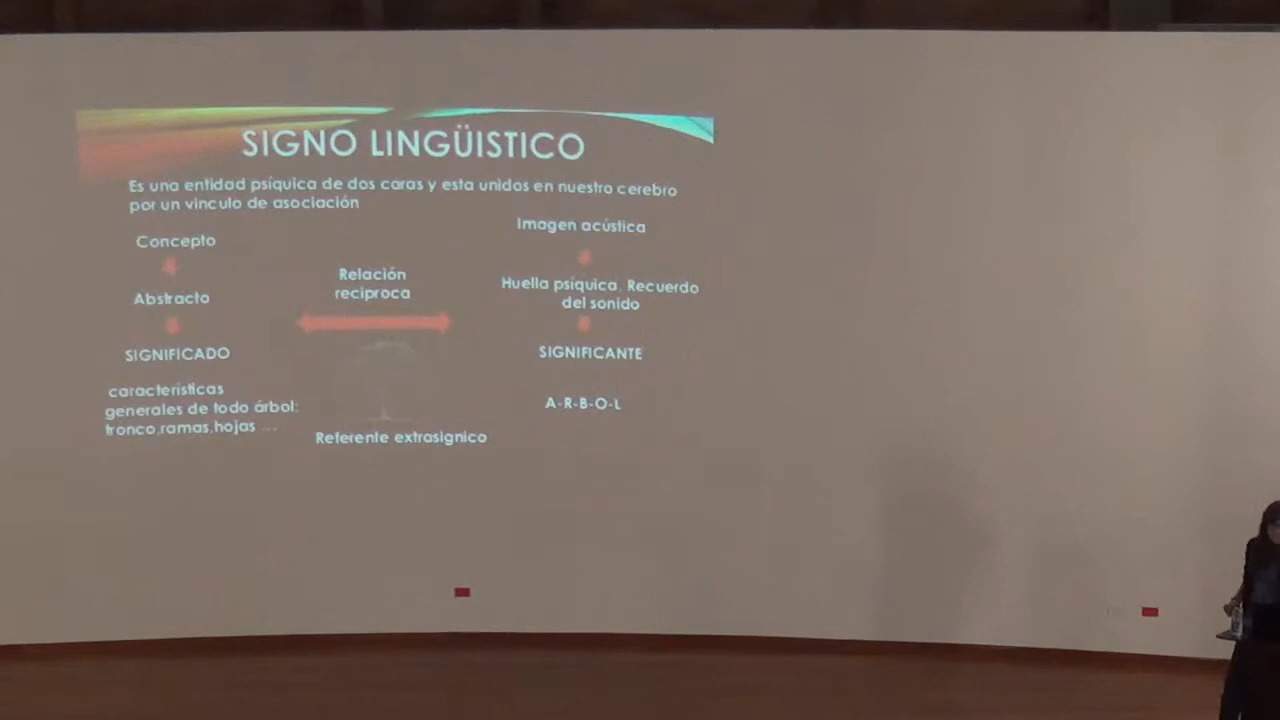 SIGNO LINGÜISTICO
Es una entidad psíquica de dos caras y esta unidos en nuestro cerebro
por un vinculo de asociación
Concepto
Abstracto
SIGNIFICADO
características
generales de todo árbol:
tronco,ramas,hojas ...
Relación
reciproca
Referente extrasignico
Imagen acústica
Huella psíquica. Recuerdo
del sonido
SIGNIFICANTE
A-R-B-O-L